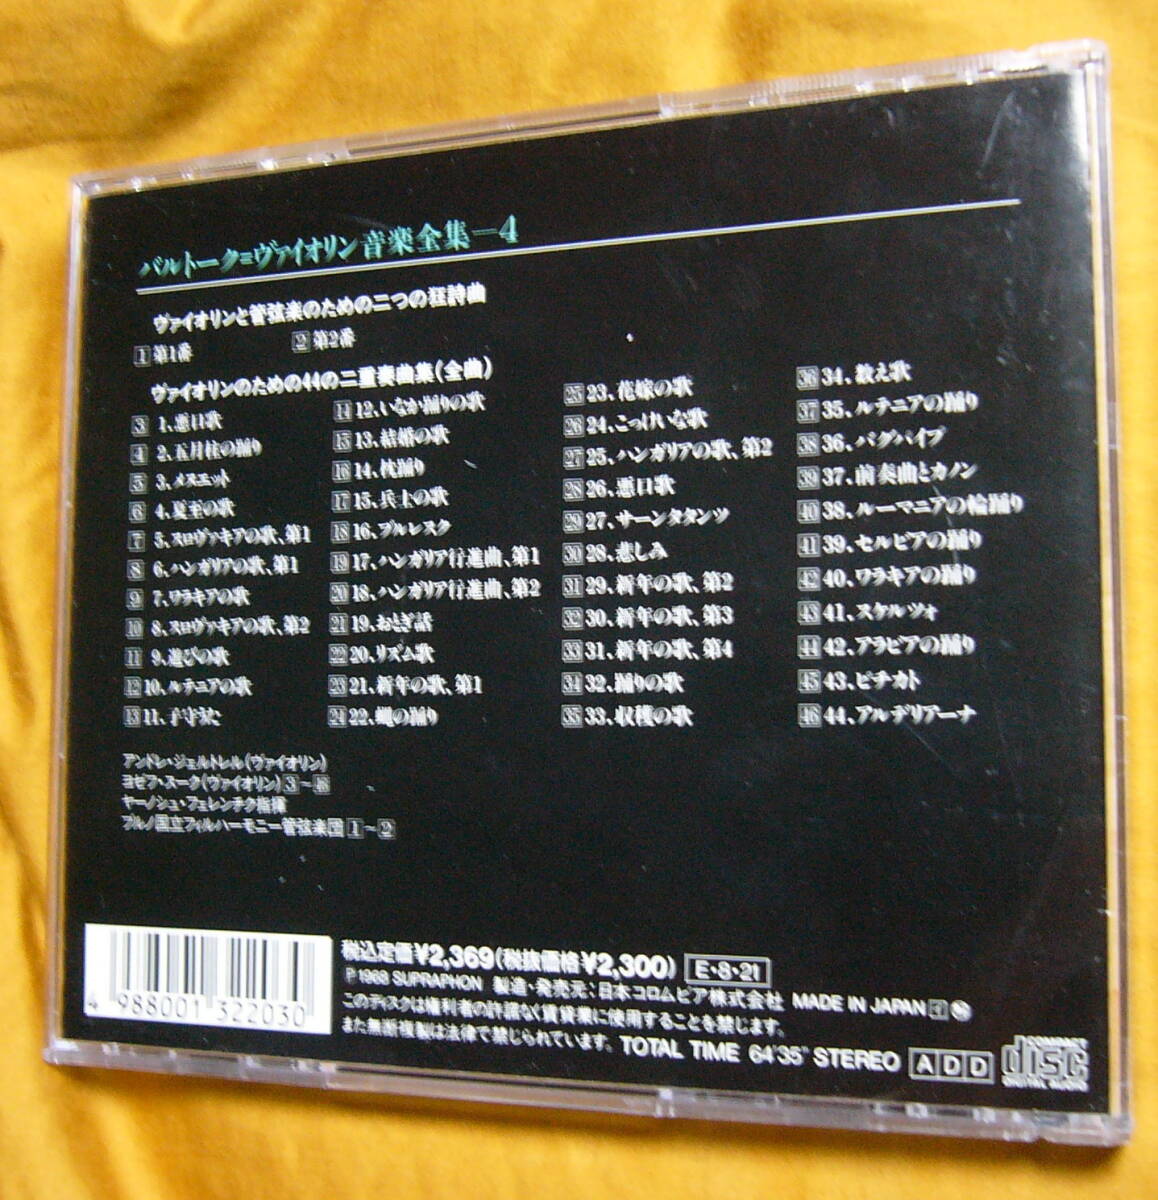 バルトーク=ヴァイオリン音楽全集—4
ヴァイオリンと管弦楽のための二つの狂詩曲
1 第1番 2 第2番
ヴァイオリンのための44の二重奏曲集(全曲)
3 1、悪口歌
4 2、五月柱の踊り
5 3、メヌエット
6 4、夏至の歌
7 5、スロヴァキアの歌、第1
8 6、ハンガリアの歌、第1
9 7、ワラキアの歌
10 8、スロヴァキアの歌、第2
11 9、遊びの歌
12 10、ルテニアの歌
13 11、子守うた
14 12、いなか踊りの歌
15 13、結婚の歌
16 14、枕踊り
17 15、兵士の歌
18 16、ブルレスク
19 17、ハンガリア行進曲、第1
20 18、ハンガリア行進曲、第2
21 19、おとぎ話
22 20、リズム歌
23 21、新年の歌、第1
24 22、蚊の踊り
25 23、花嫁の歌
26 24、こっけいな歌
27 25、ハンガリアの歌、第2
28 26、悪口歌
29 27、サーンタタンツ
30 28、悲しみ
31 29、新年の歌、第2
32 30、新年の歌、第3
33 31、新年の歌、第4
34 32、踊りの歌
35 33、収穫の歌
36 34、数え歌
37 35、ルテニアの踊り
38 36、バグパイプ
39 37、前奏曲とカノン
40 38、ルーマニアの輪踊り
41 39、セルビアの踊り
42 40、ワラキアの踊り
43 41、スケルツォ
44 42、アラビアの踊り
45 43、ピチカト
46 44、アルデリアーナ
アンドレ・ジェルトレル(ヴァイオリン)
ヨゼフ・スーク(ヴァイオリン) 3～46
ヤーノシュ・フェレンチク指揮
ブルノ国立フィルハーモニー管弦楽団 1～2
4 988001 322030
税込定価¥2,369(税抜価格¥2,300) E・8・21
℗1968 SUPRAPHON 製造・発売元:日本コロムビア株式会社 MADE IN JAPAN
このディスクは権利者の許諾なく賃貸業に使用することを禁じます。
また無断複製は法律で禁じられています。 TOTAL TIME 64'35" STEREO ADD
COMPACT disc DIGITAL AUDIO